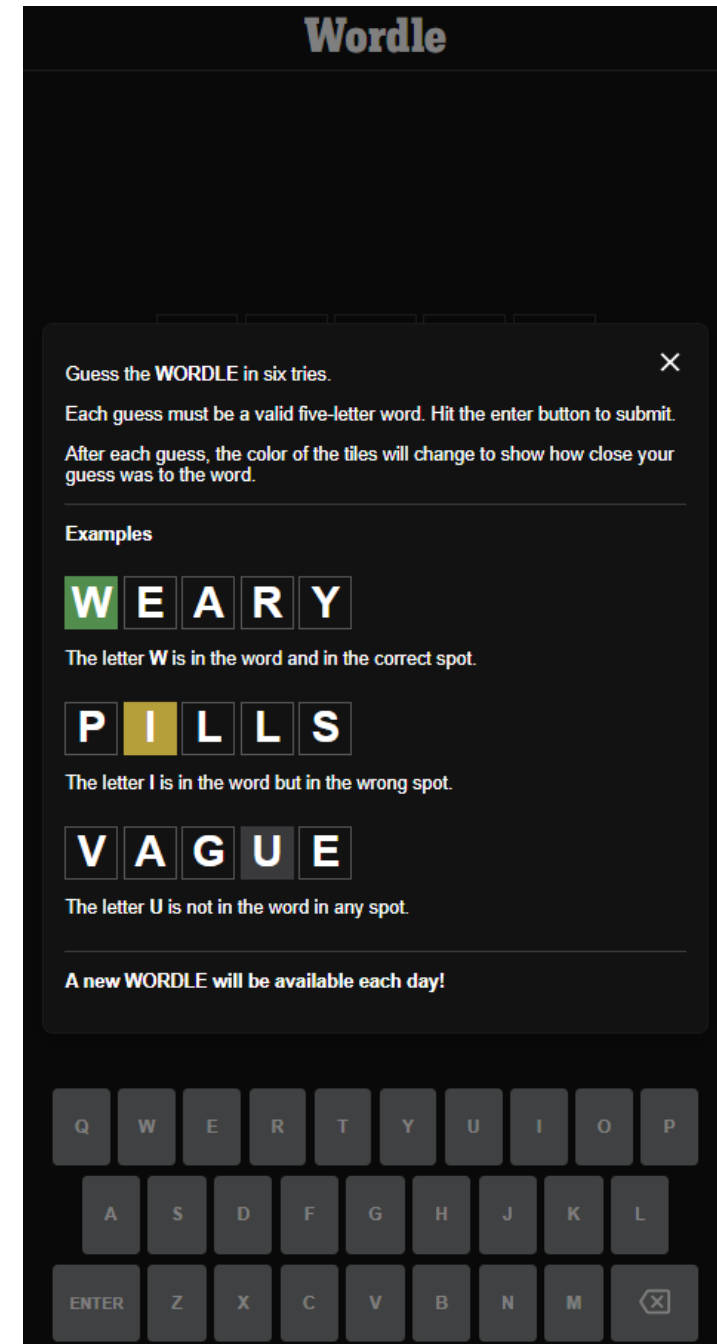 Wordle
Guess the WORDLE in six tries.
Each guess must be a valid five-letter word. Hit the enter button to submit.
After each guess, the color of the tiles will change to show how close your
guess was to the word.
Examples
W E A R Y
The letter W is in the word and in the correct spot.
P I L L S
The letter I is in the word but in the wrong spot.
V A G U E
The letter U is not in the word in any spot.
A new WORDLE will be available each day!
Q W E R T Y U I O P
A S D F G H J K L
ENTER Z X C V B N M